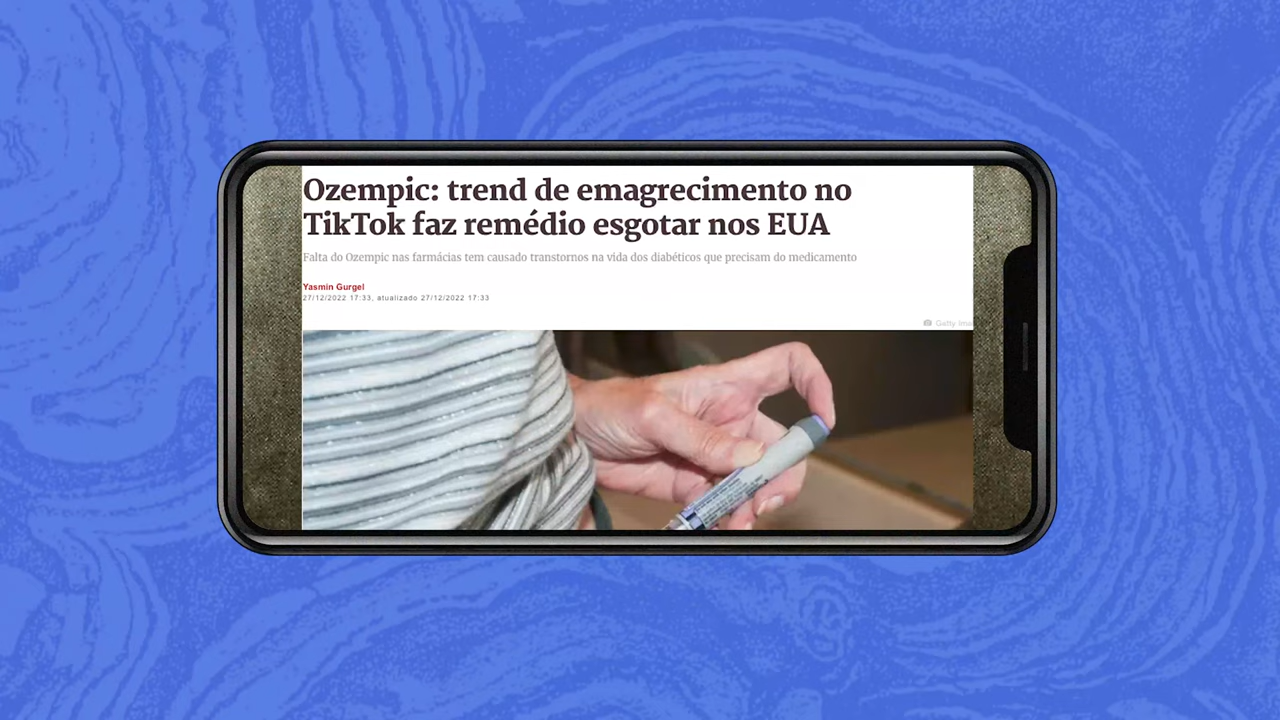 Ozempic: trend de emagrecimento no
TikTok faz remédio esgotar nos EUA
Falta do Ozempic nas farmácias tem causado transtornos na vida dos diabéticos que precisam do medicamento
Yasmin Gurgel
27/12/2022 17:33, atualizado 27/12/2022 17:33
Getty